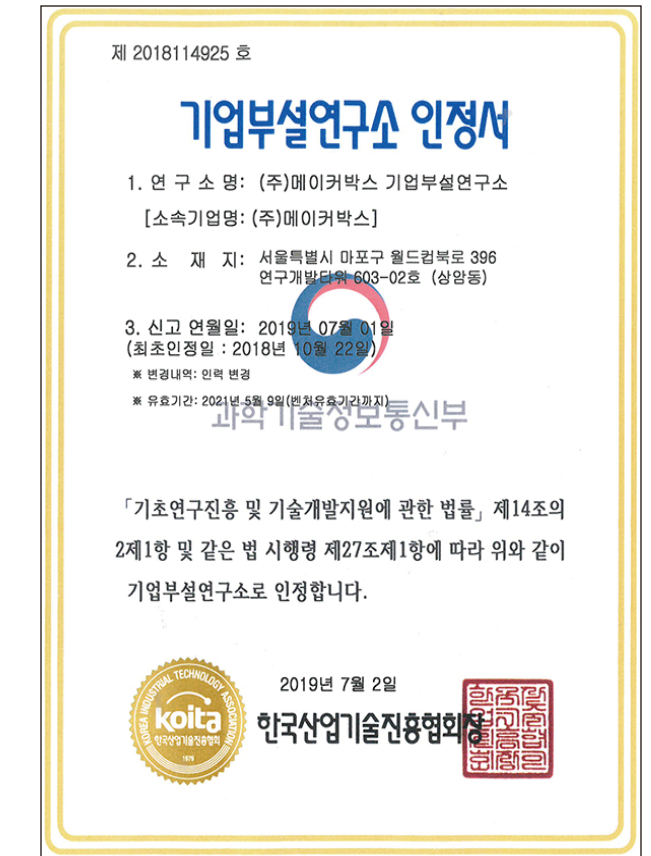 제 2018114925 호
기업부설연구소 인정서
1. 연 구 소 명: (주)메이커박스 기업부설연구소
[소속기업명: (주)메이커박스]
2. 소 재 지: 서울특별시 마포구 월드컵북로 396
연구개발타워 603-02호 (상암동)
3. 신고 연월일: 2019년 07월 01일
(최초인정일 : 2018년 10월 22일)
※ 변경내역: 인력 변경
※ 유효기간: 2021년 5월 9일(벤처유효기간까지)
과학기술정보통신부
「기초연구진흥 및 기술개발지원에 관한 법률」 제14조의
2제1항 및 같은 법 시행령 제27조제1항에 따라 위와 같이
기업부설연구소로 인정합니다.
2019년 7월 2일
KOREA INDUSTRIAL TECHNOLOGY ASSOCIATION
koita
한국산업기술진흥협회
1979
한국산업기술진흥협회장